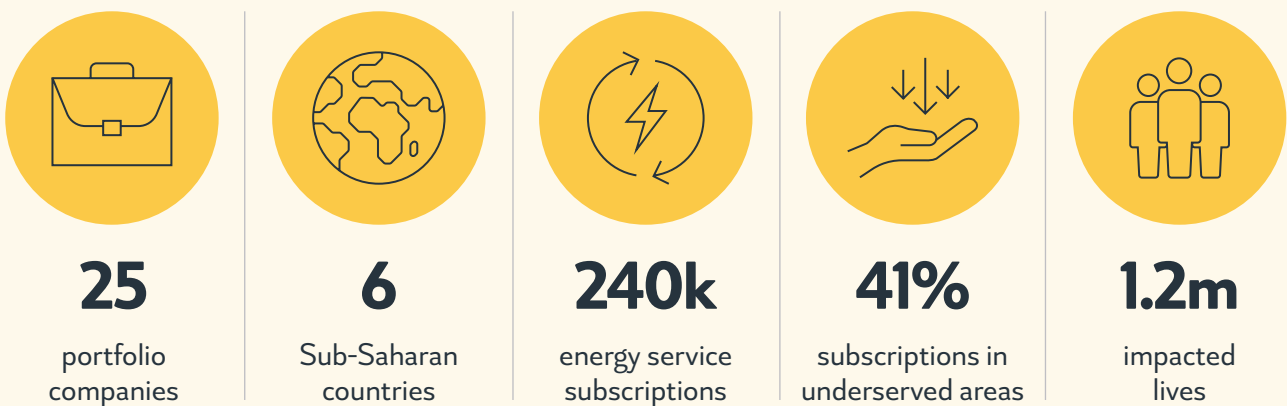 25
portfolio
companies
6
Sub-Saharan
countries
240k
energy service
subscriptions
41%
subscriptions in
underserved areas
1.2m
impacted
lives